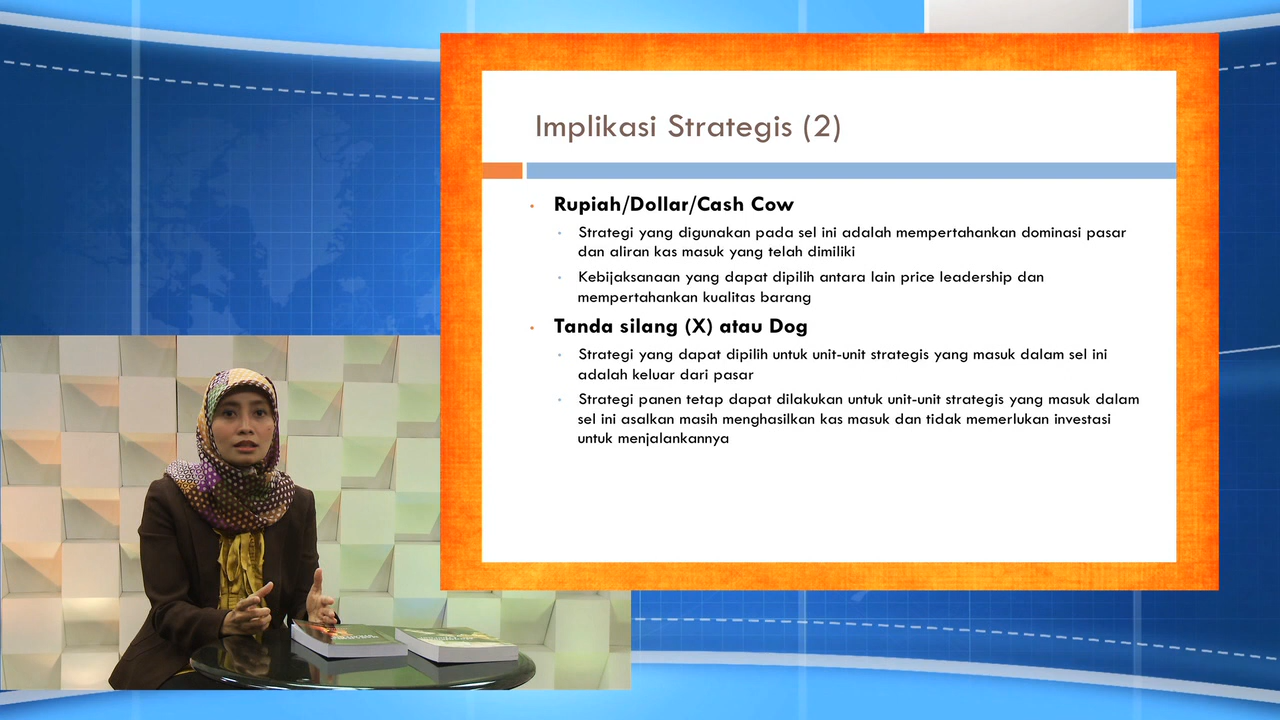 Implikasi Strategis (2)
Rupiah/Dollar/Cash Cow
Strategi yang digunakan pada sel ini adalah mempertahankan dominasi pasar
dan aliran kas masuk yang telah dimiliki
Kebijaksanaan yang dapat dipilih antara lain price leadership dan
mempertahankan kualitas barang
Tanda silang (X) atau Dog
Strategi yang dapat dipilih untuk unit-unit strategis yang masuk dalam sel ini
adalah keluar dari pasar
Strategi panen tetap dapat dilakukan untuk unit-unit strategis yang masuk dalam
sel ini asalkan masih menghasilkan kas masuk dan tidak memerlukan investasi
untuk menjalankannya